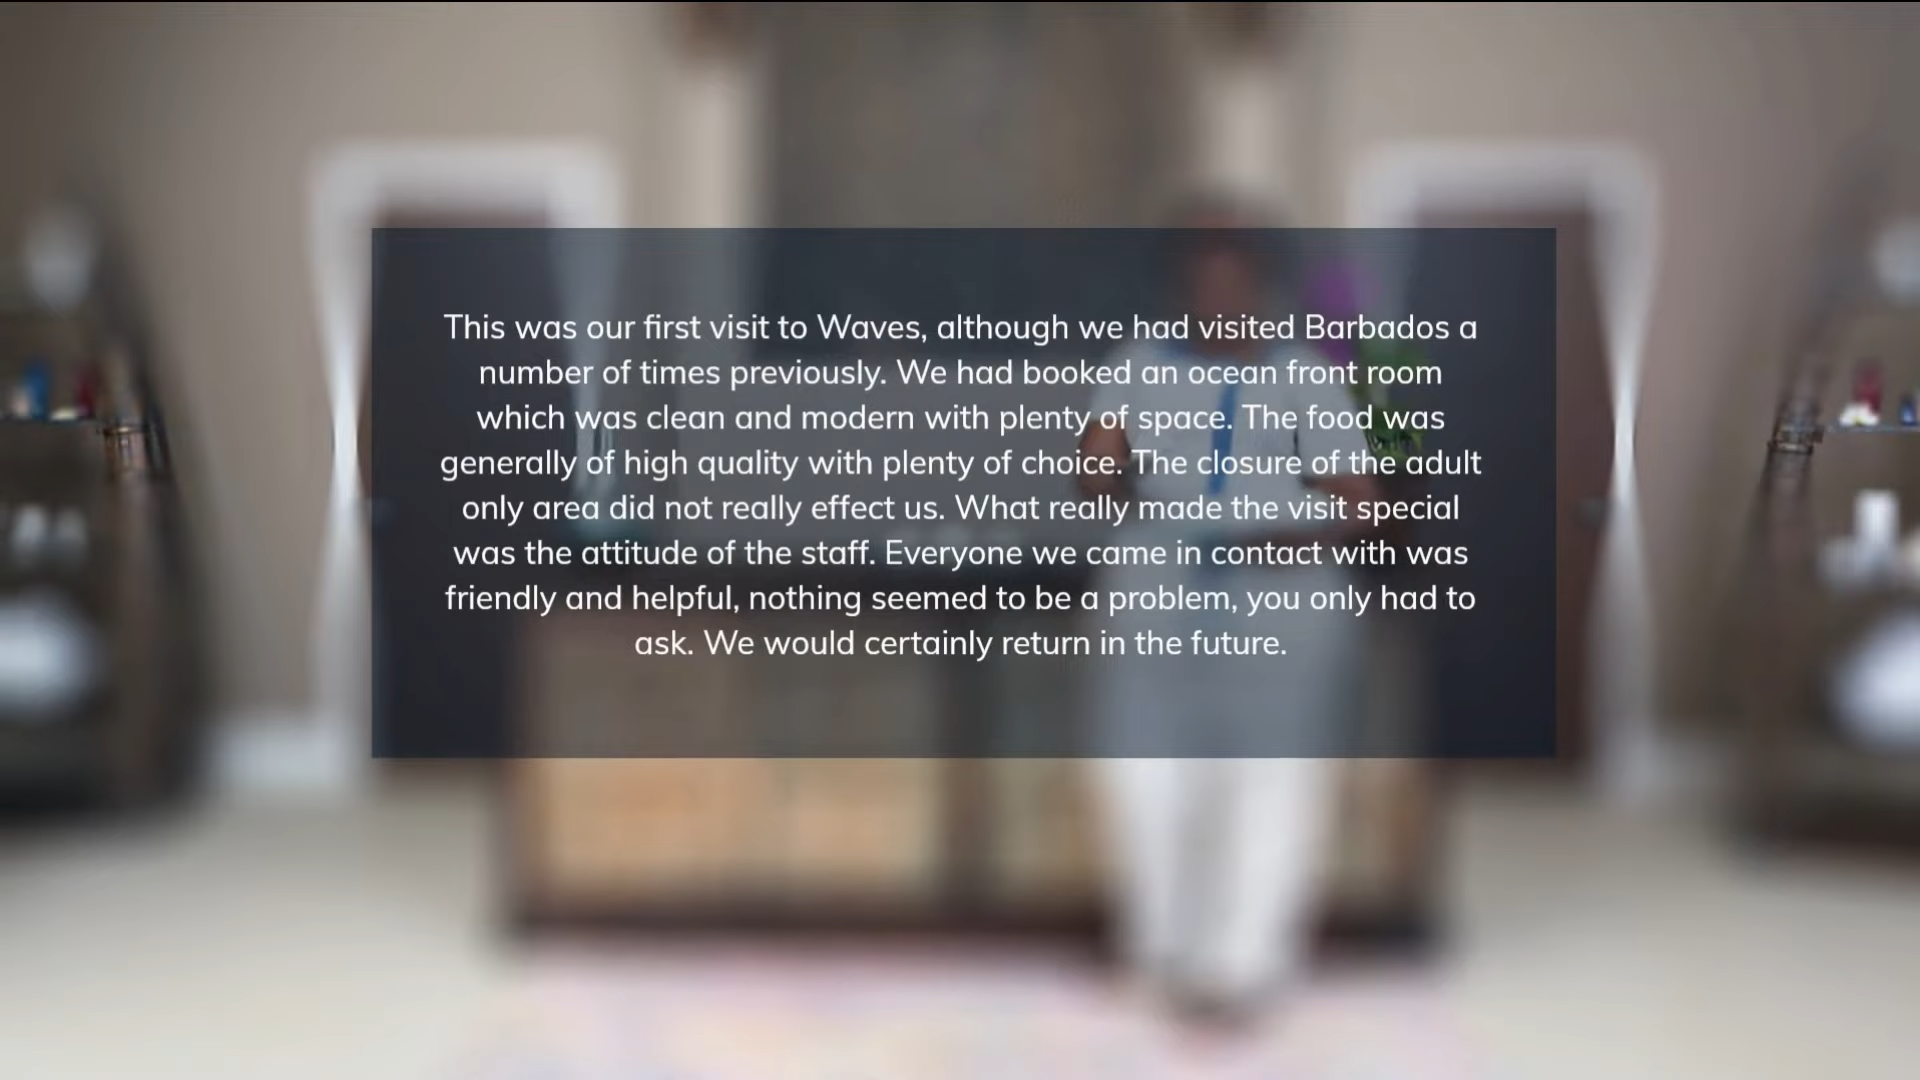 This was our first visit to Waves, although we had visited Barbados a
number of times previously. We had booked an ocean front room
which was clean and modern with plenty of space. The food was
generally of high quality with plenty of choice. The closure of the adult
only area did not really effect us. What really made the visit special
was the attitude of the staff. Everyone we came in contact with was
friendly and helpful, nothing seemed to be a problem, you only had to
ask. We would certainly return in the future.